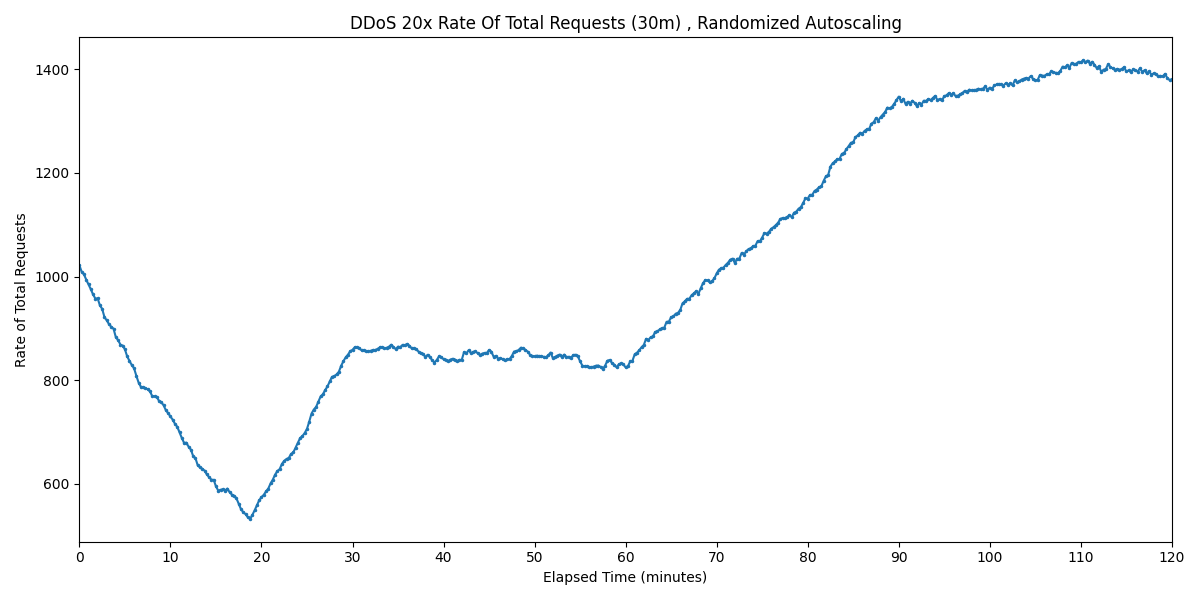 DDoS 20x Rate Of Total Requests (30m) , Randomized Autoscaling
Rate of Total Requests
1400
1200
1000
800
600
0 10 20 30 40 50 60 70 80 90 100 110 120
Elapsed Time (minutes)